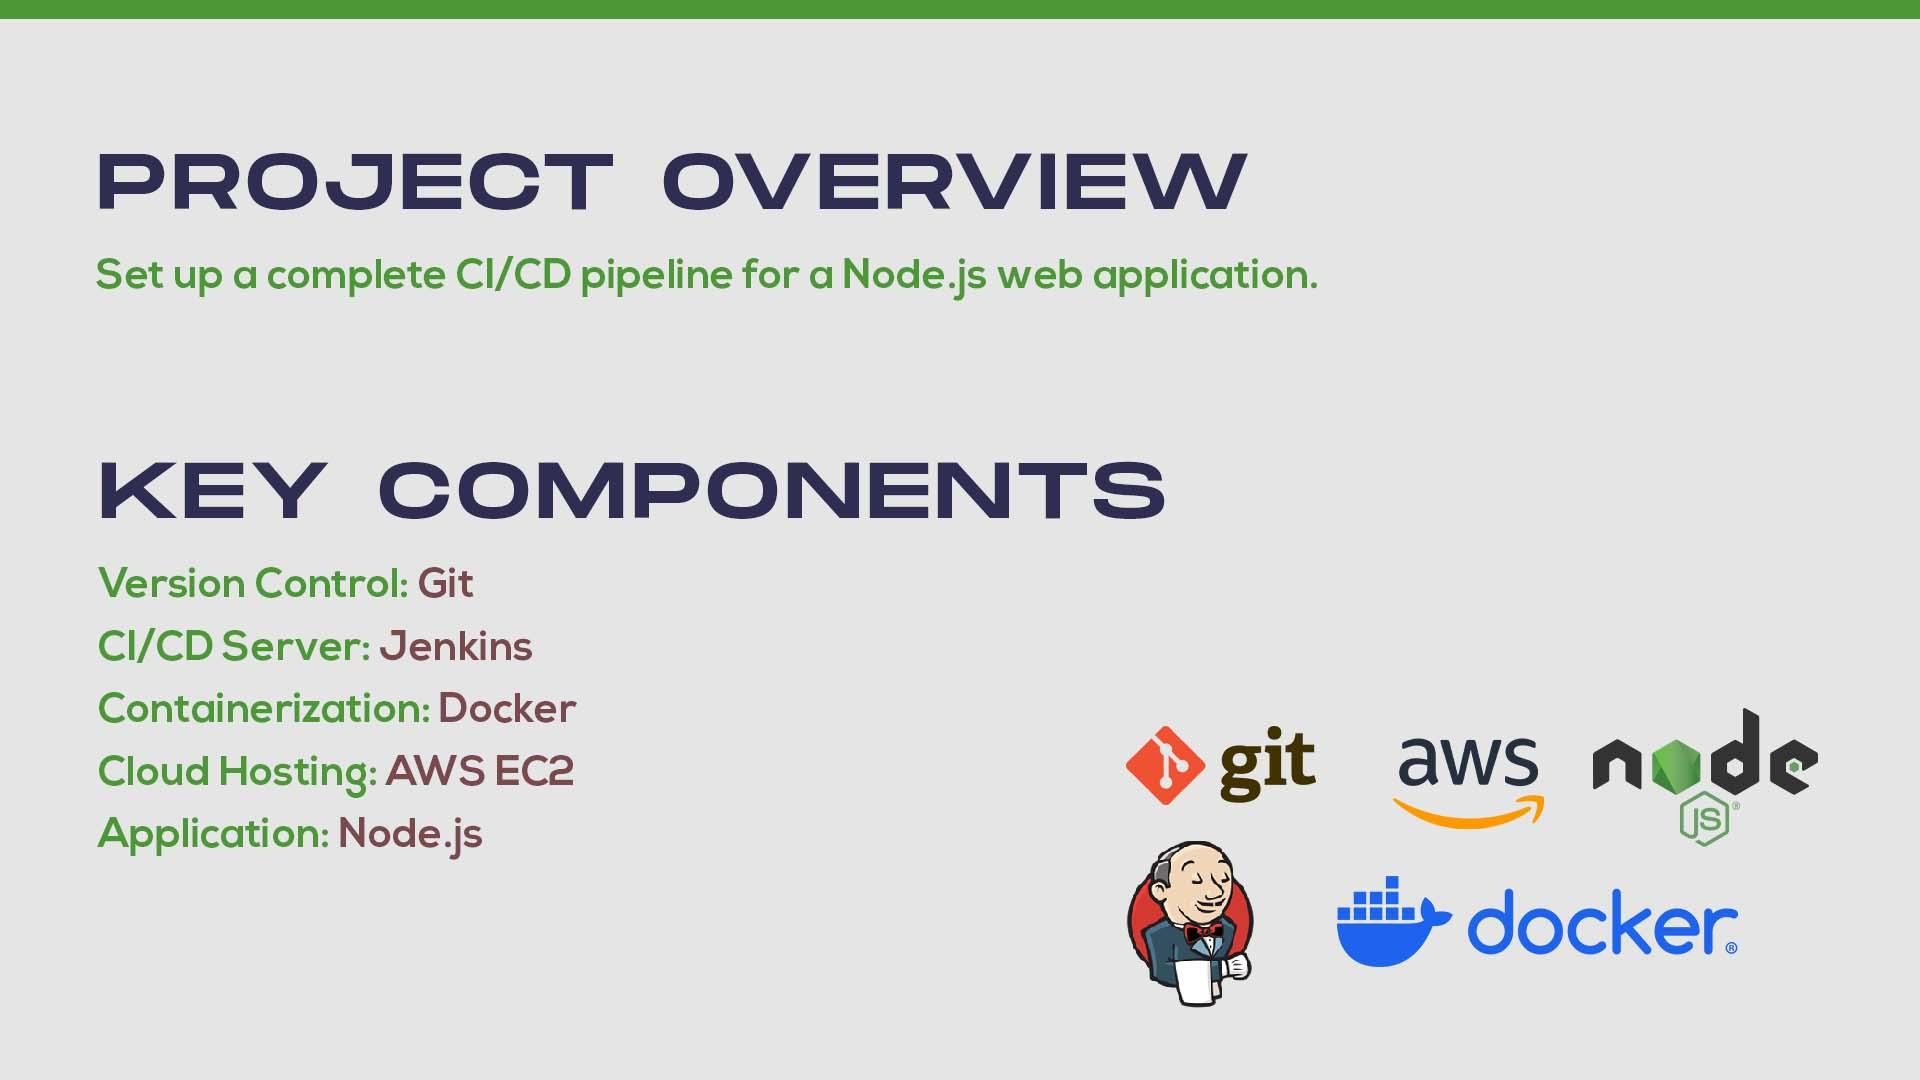 PROJECT OVERVIEW
Set up a complete CI/CD pipeline for a Node.js web application.
KEY COMPONENTS
Version Control: Git
CI/CD Server: Jenkins
Containerization: Docker
Cloud Hosting: AWS EC2
Application: Node.js
git
aws
node
JS®
docker®